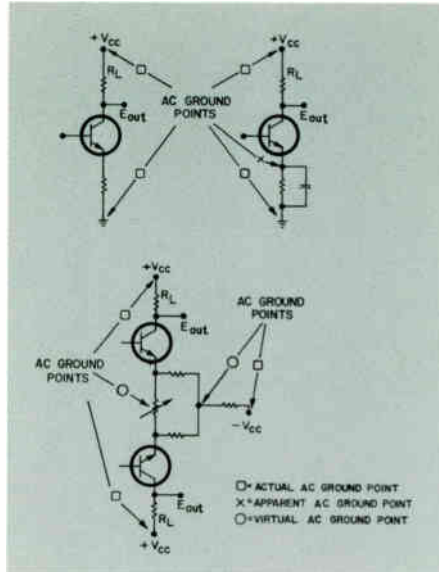 +Vcc
+Vcc
RL
RL
AC GROUND
POINTS
Eout
Eout
+Vcc
RL
AC GROUND
POINTS
Eout
AC GROUND
POINTS
-Vcc
Eout
RL
+Vcc
□= ACTUAL AC GROUND POINT
X=APPARENT AC GROUND POINT
○=VIRTUAL AC GROUND POINT